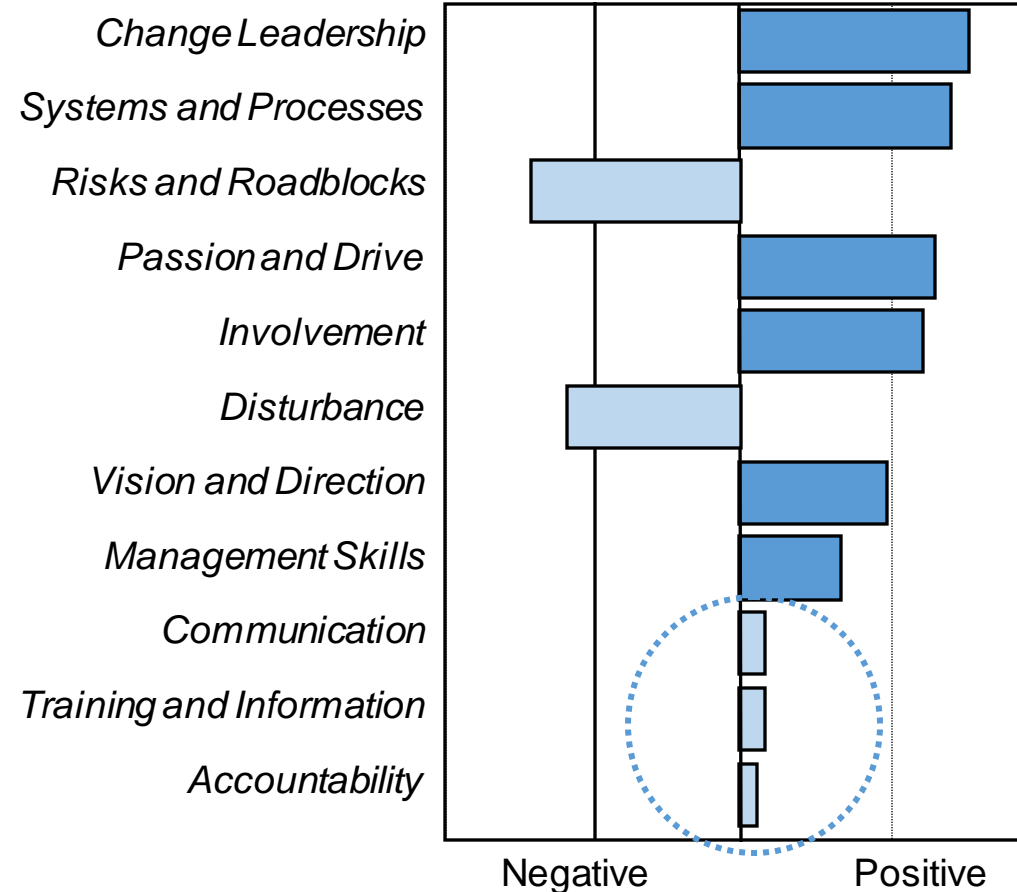 Change Leadership
Systems and Processes
Risks and Roadblocks
Passion and Drive
Involvement
Disturbance
Vision and Direction
Management Skills
Communication
Training and Information
Accountability
Negative Positive